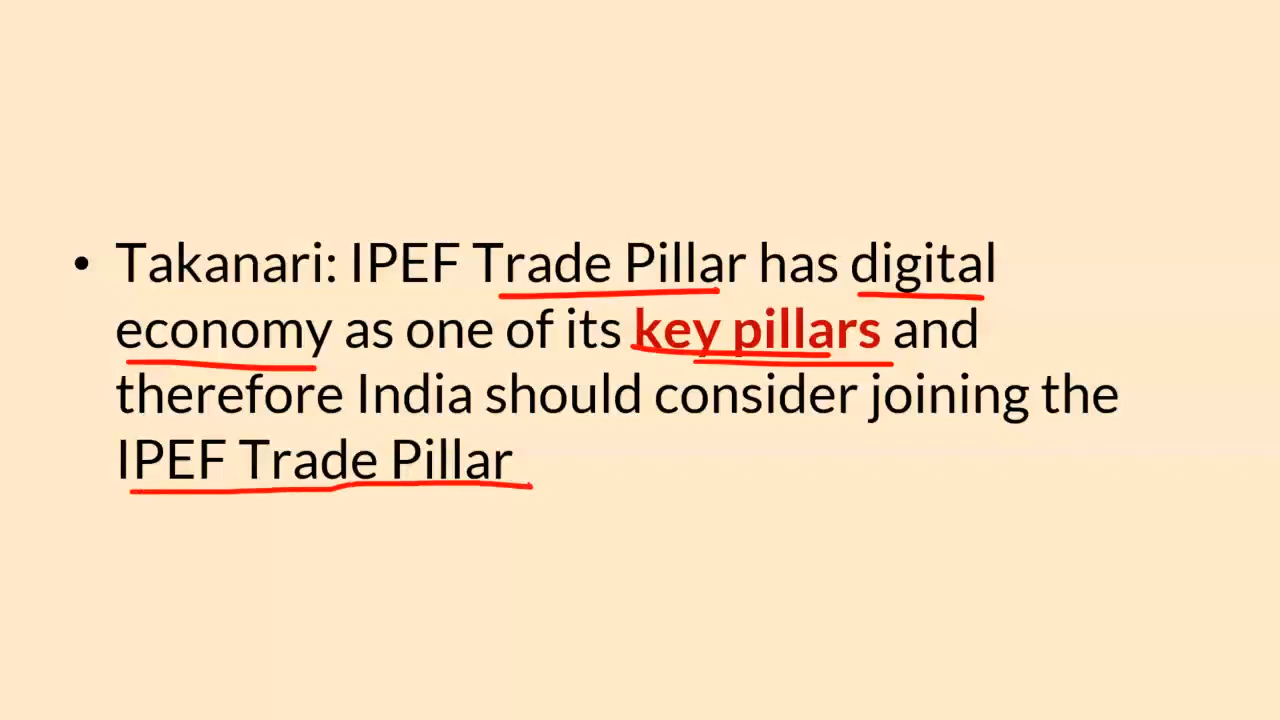 • Takanari: IPEF Trade Pillar has digital
economy as one of its key pillars and
therefore India should consider joining the
IPEF Trade Pillar